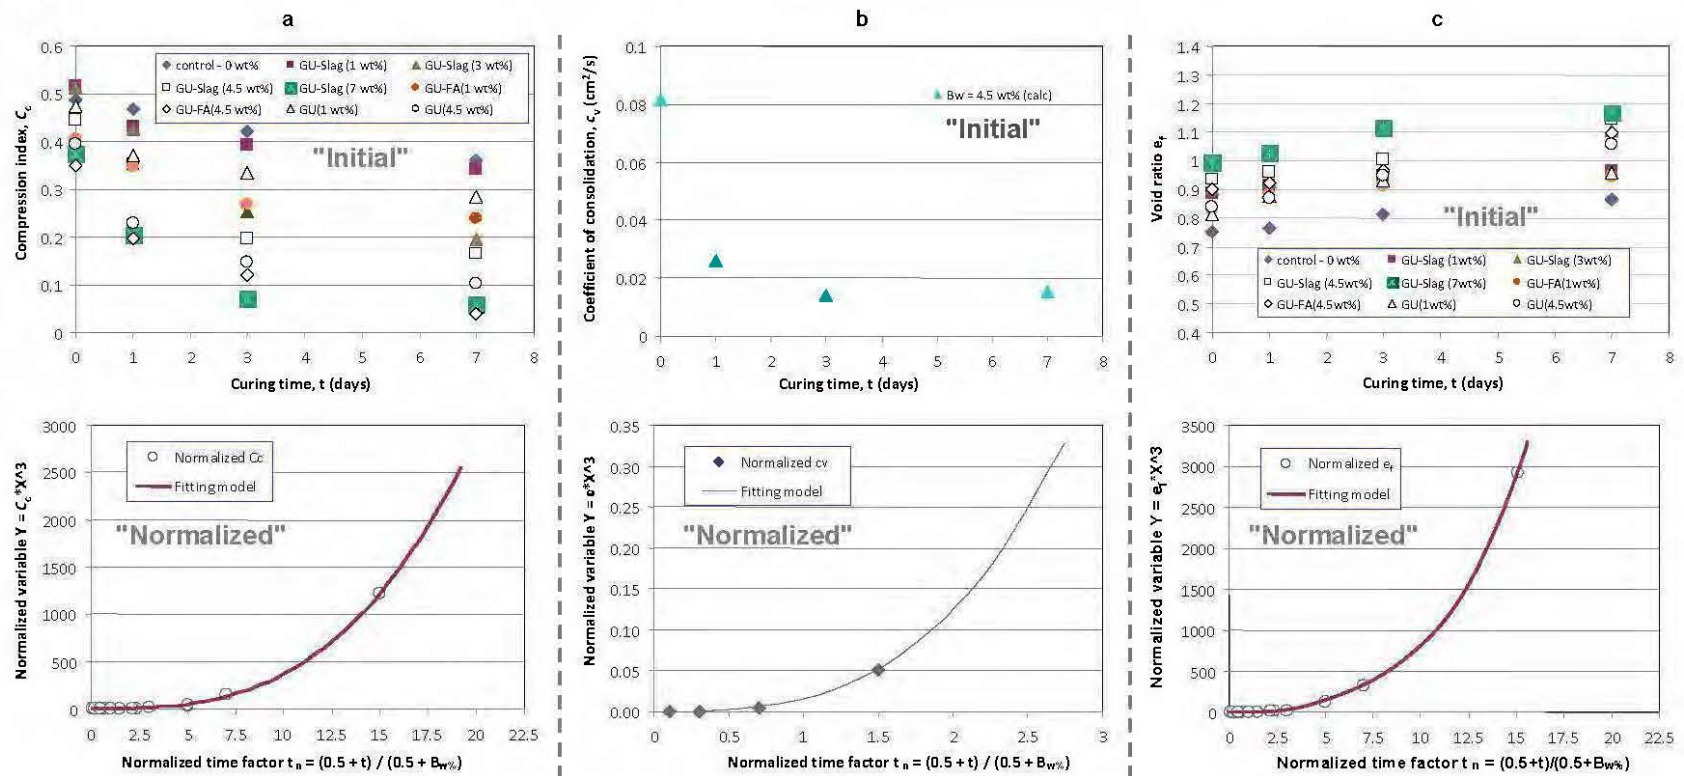 a
0.6
0.5
0.4
0.3
0.2
0.1
0
Compression index, Cc
control - 0 wt%
GU-Slag (1 wt%)
GU-Slag (3 wt%)
GU-Slag (4.5 wt%)
GU-Slag (7 wt%)
GU-FA(1 wt%)
GU-FA(4.5 wt%)
GU(1 wt%)
GU(4.5 wt%)
"Initial"
0 1 2 3 4 5 6 7 8
Curing time, t (days)
b
0.1
0.08
0.06
0.04
0.02
0
Coefficient of consolidation, cv (cm²/s)
Bw = 4.5 wt% (calc)
"Initial"
0 1 2 3 4 5 6 7 8
Curing time, t (days)
c
1.4
1.3
1.2
1.1
1
0.9
0.8
0.7
0.6
0.5
0.4
Void ratio ef
"Initial"
control - 0 wt%
GU-Slag (1wt%)
GU-Slag (3wt%)
GU-Slag (4.5wt%)
GU-Slag (7wt%)
GU-FA(1wt%)
GU-FA(4.5wt%)
GU(1wt%)
GU(4.5wt%)
0 1 2 3 4 5 6 7 8
Curing time, t (days)
3000
2500
2000
1500
1000
500
0
Normalized variable Y = Cc*X^3
Normalized Cc
Fitting model
"Normalized"
0 2.5 5 7.5 10 12.5 15 17.5 20 22.5
Normalized time factor tn = (0.5 + t) / (0.5 + Bw%)
0.35
0.30
0.25
0.20
0.15
0.10
0.05
0.00
Normalized variable Y = c*X^3
Normalized cv
Fitting model
"Normalized"
0 0.5 1 1.5 2 2.5 3
Normalized time factor tn = (0.5 + t) / (0.5 + Bw%)
3500
3000
2500
2000
1500
1000
500
0
Normalized variable Y = ef*X^3
Normalized ef
Fitting model
"Normalized"
0 2.5 5 7.5 10 12.5 15 17.5 20 22.5
Normalized time factor tn = (0.5+t)/(0.5+Bw%)